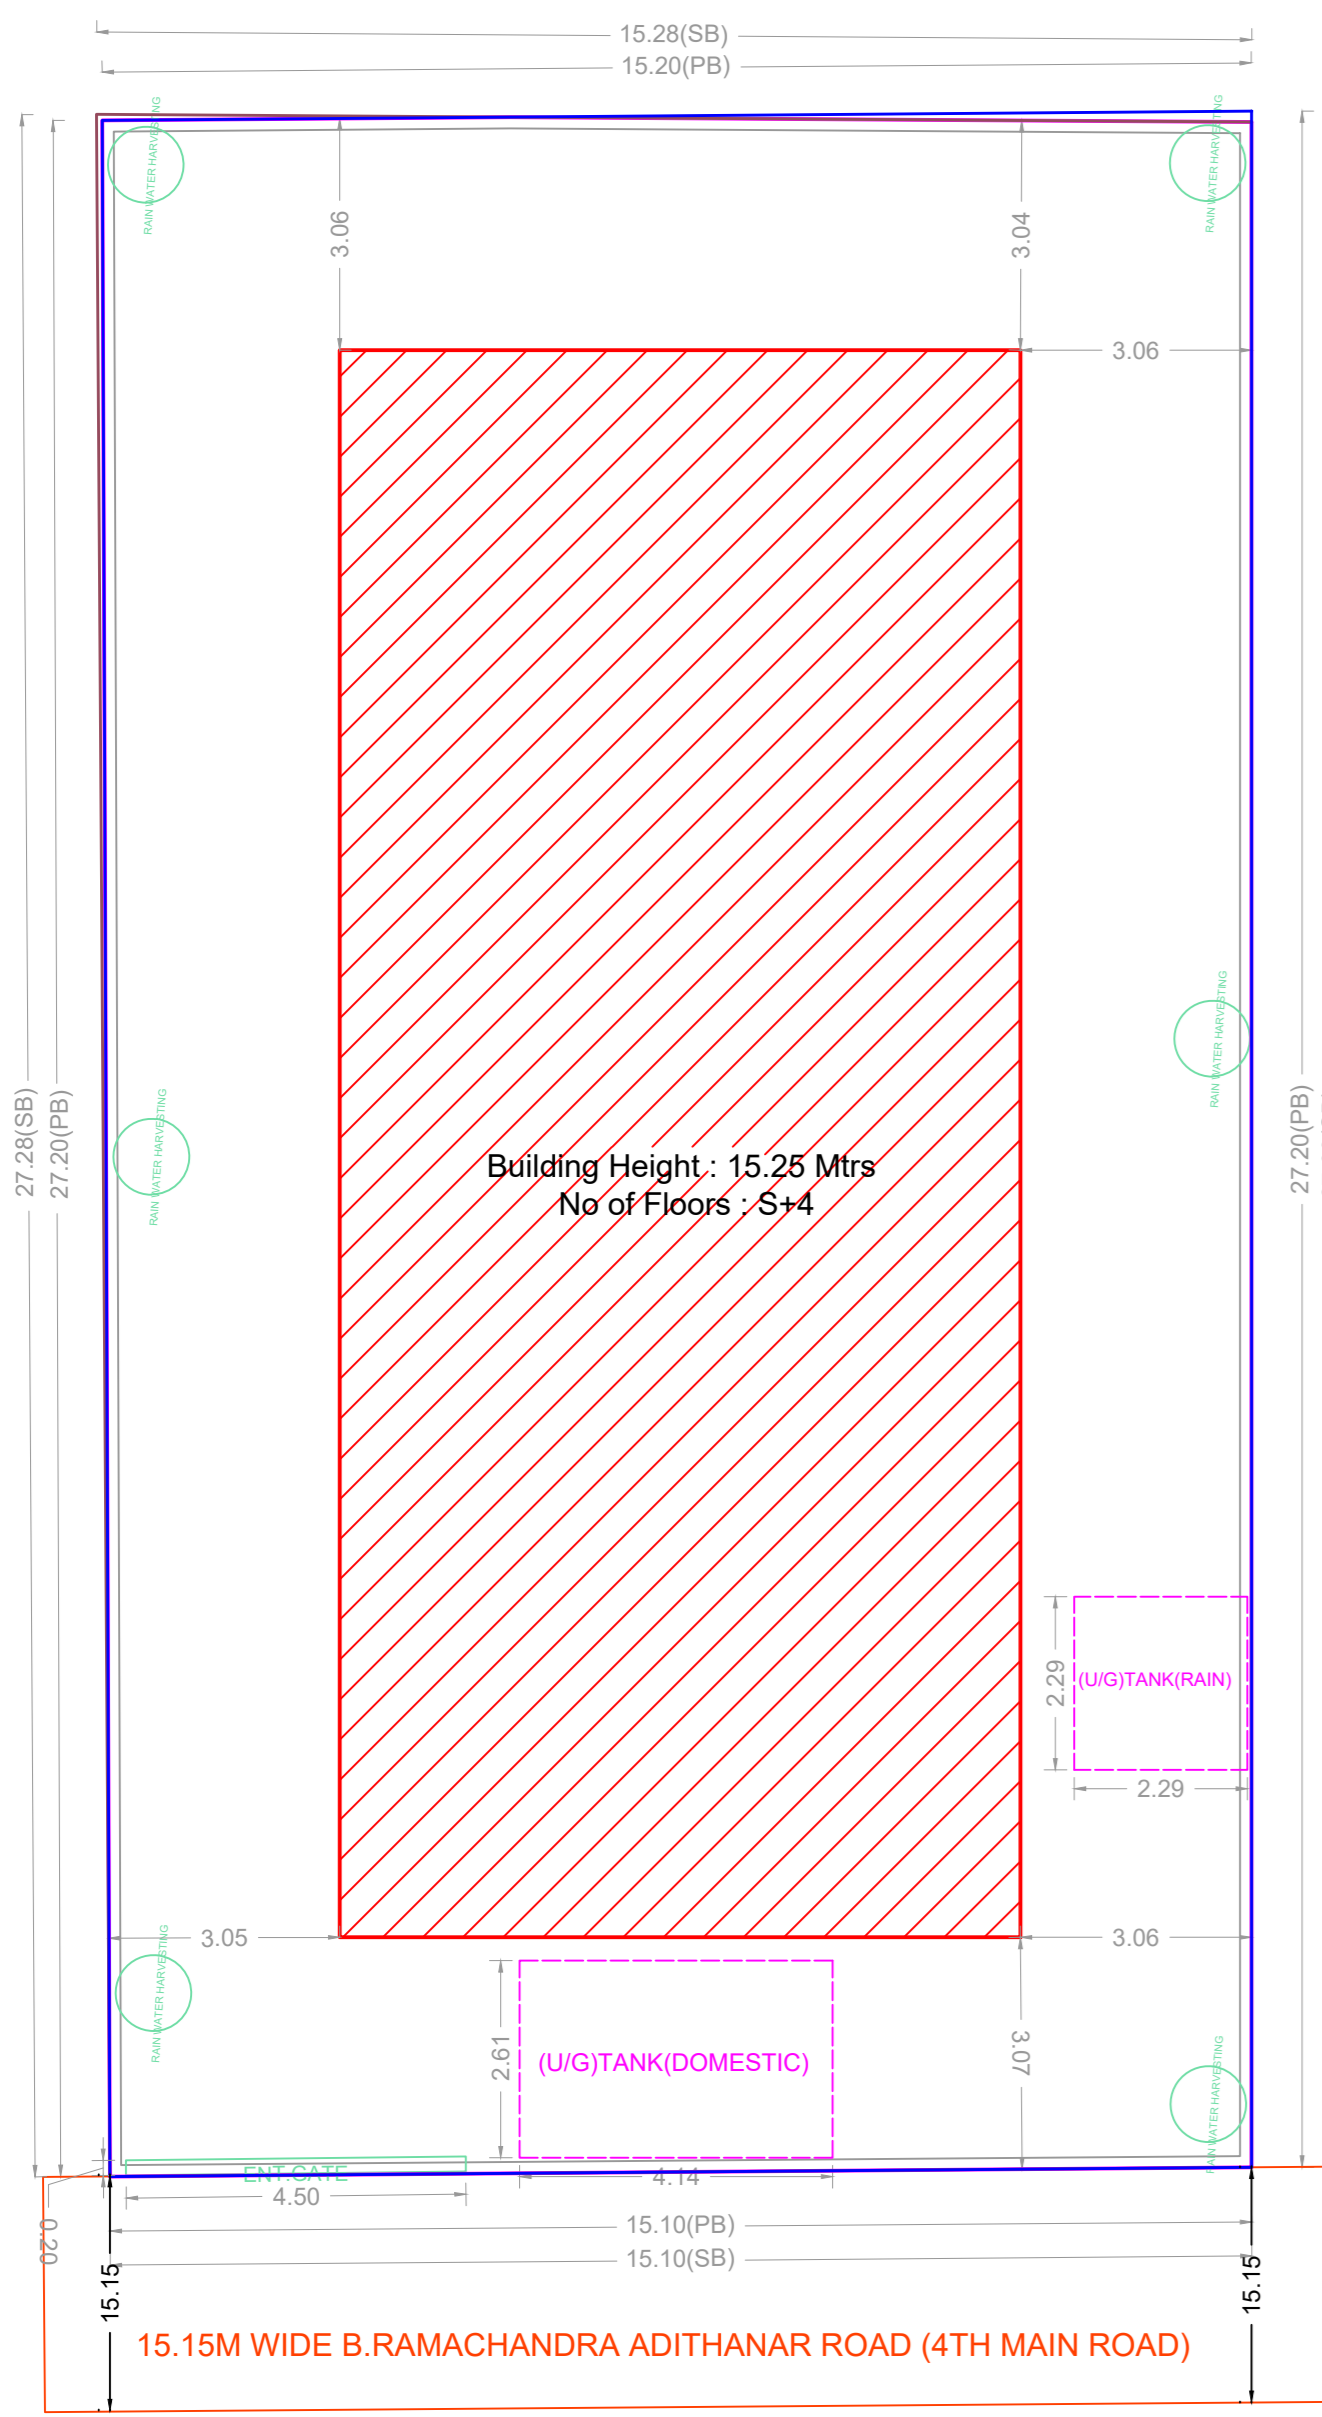 15.28(SB)
15.20(PB)
RAIN WATER HARVESTING
RAIN WATER HARVESTING
3.06
3.04
3.06
27.28(SB)
27.20(PB)
27.20(PB)
RAIN WATER HARVESTING
RAIN WATER HARVESTING
Building Height : 15.25 Mtrs
No of Floors : S+4
2.29
(U/G)TANK(RAIN)
2.29
3.05
3.06
RAIN WATER HARVESTING
2.61
(U/G)TANK(DOMESTIC)
3.07
RAIN WATER HARVESTING
ENT.GATE
4.50
4.14
0.20
15.10(PB)
15.10(SB)
15.15
15.15
15.15M WIDE B.RAMACHANDRA ADITHANAR ROAD (4TH MAIN ROAD)